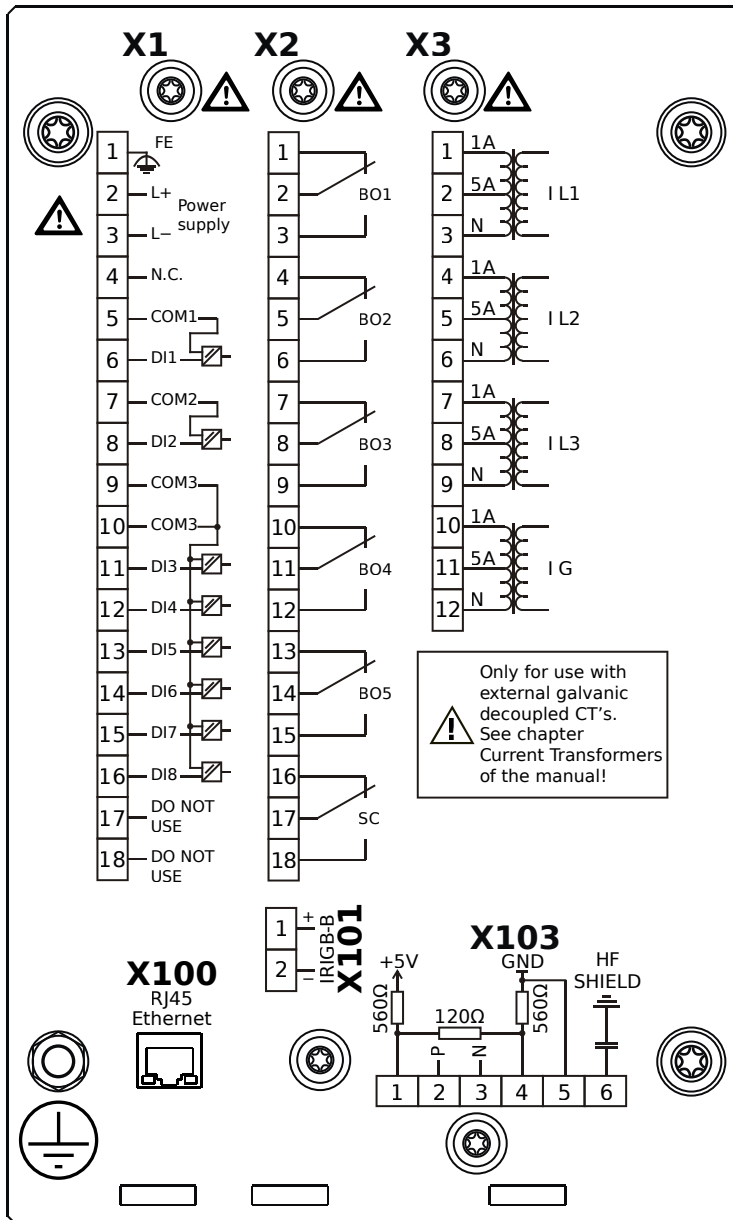 X1
X2
X3
1 FE
2 L+
Power
supply
3 L−
4 N.C.
5 COM1
6 DI1
7 COM2
8 DI2
9 COM3
10 COM3
11 DI3
12 DI4
13 DI5
14 DI6
15 DI7
16 DI8
17 DO NOT
USE
18 DO NOT
USE
1
2 BO1
3
4
5 BO2
6
7
8 BO3
9
10
11 BO4
12
13
14 BO5
15
16
17 SC
18
1 1A
2 5A I L1
3 N
4 1A
5 5A I L2
6 N
7 1A
8 5A I L3
9 N
10 1A
11 5A I G
12 N
Only for use with
external galvanic
decoupled CT's.
See chapter
Current Transformers
of the manual!
X100
RJ45
Ethernet
1 +
2 −
IRIGB-B
X101
X103
+5V
GND
HF
SHIELD
560Ω
120Ω
560Ω
P
N
1 2 3 4 5 6